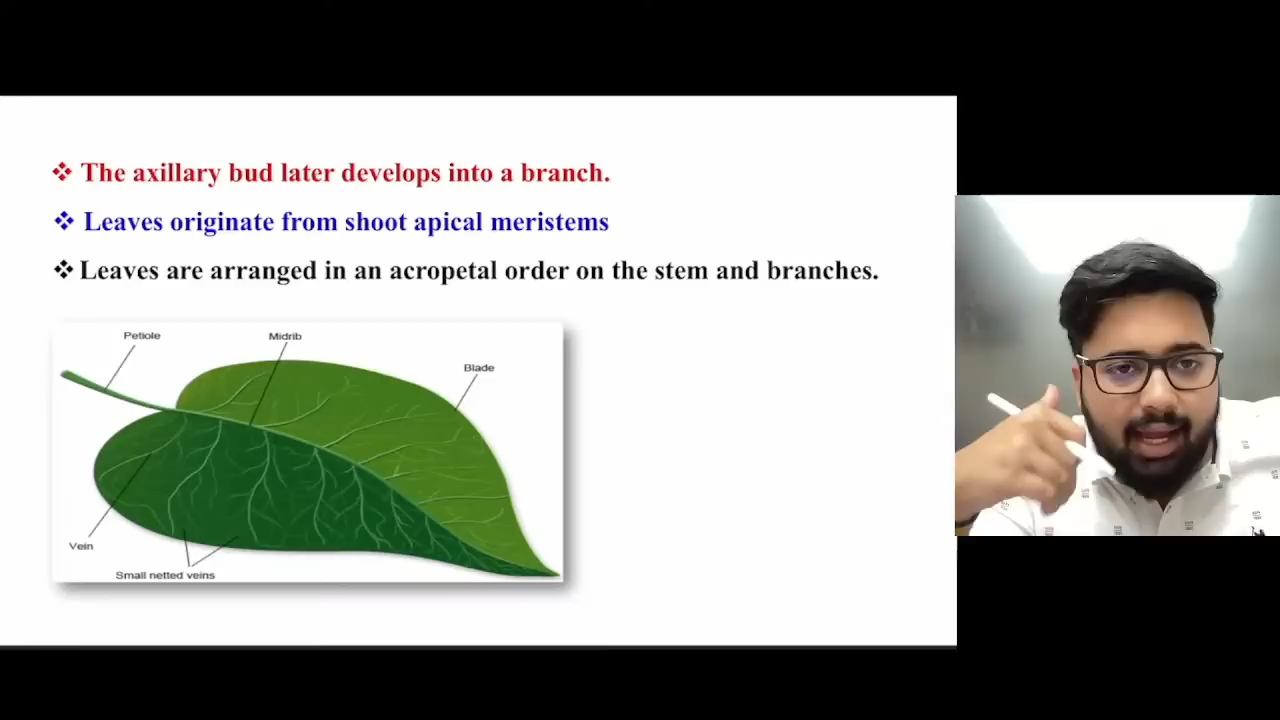 ❖ The axillary bud later develops into a branch.
❖ Leaves originate from shoot apical meristems
❖ Leaves are arranged in an acropetal order on the stem and branches.
Petiole
Midrib
Blade
Vein
Small netted veins